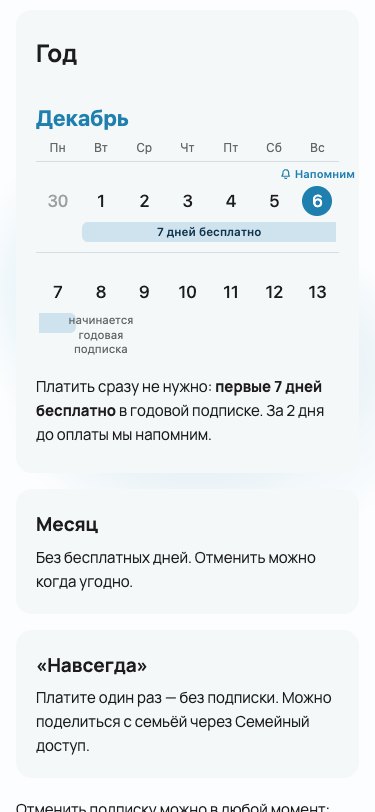 Год
Декабрь
Пн Вт Ср Чт Пт Сб Вс
Напомним
30 1 2 3 4 5 6
7 дней бесплатно
7 8 9 10 11 12 13
начинается
годовая
подписка
Платить сразу не нужно: первые 7 дней
бесплатно в годовой подписке. За 2 дня
до оплаты мы напомним.
Месяц
Без бесплатных дней. Отменить можно
когда угодно.
«Навсегда»
Платите один раз — без подписки. Можно
поделиться с семьёй через Семейный
доступ.
Отменить подписку можно в любой момент: